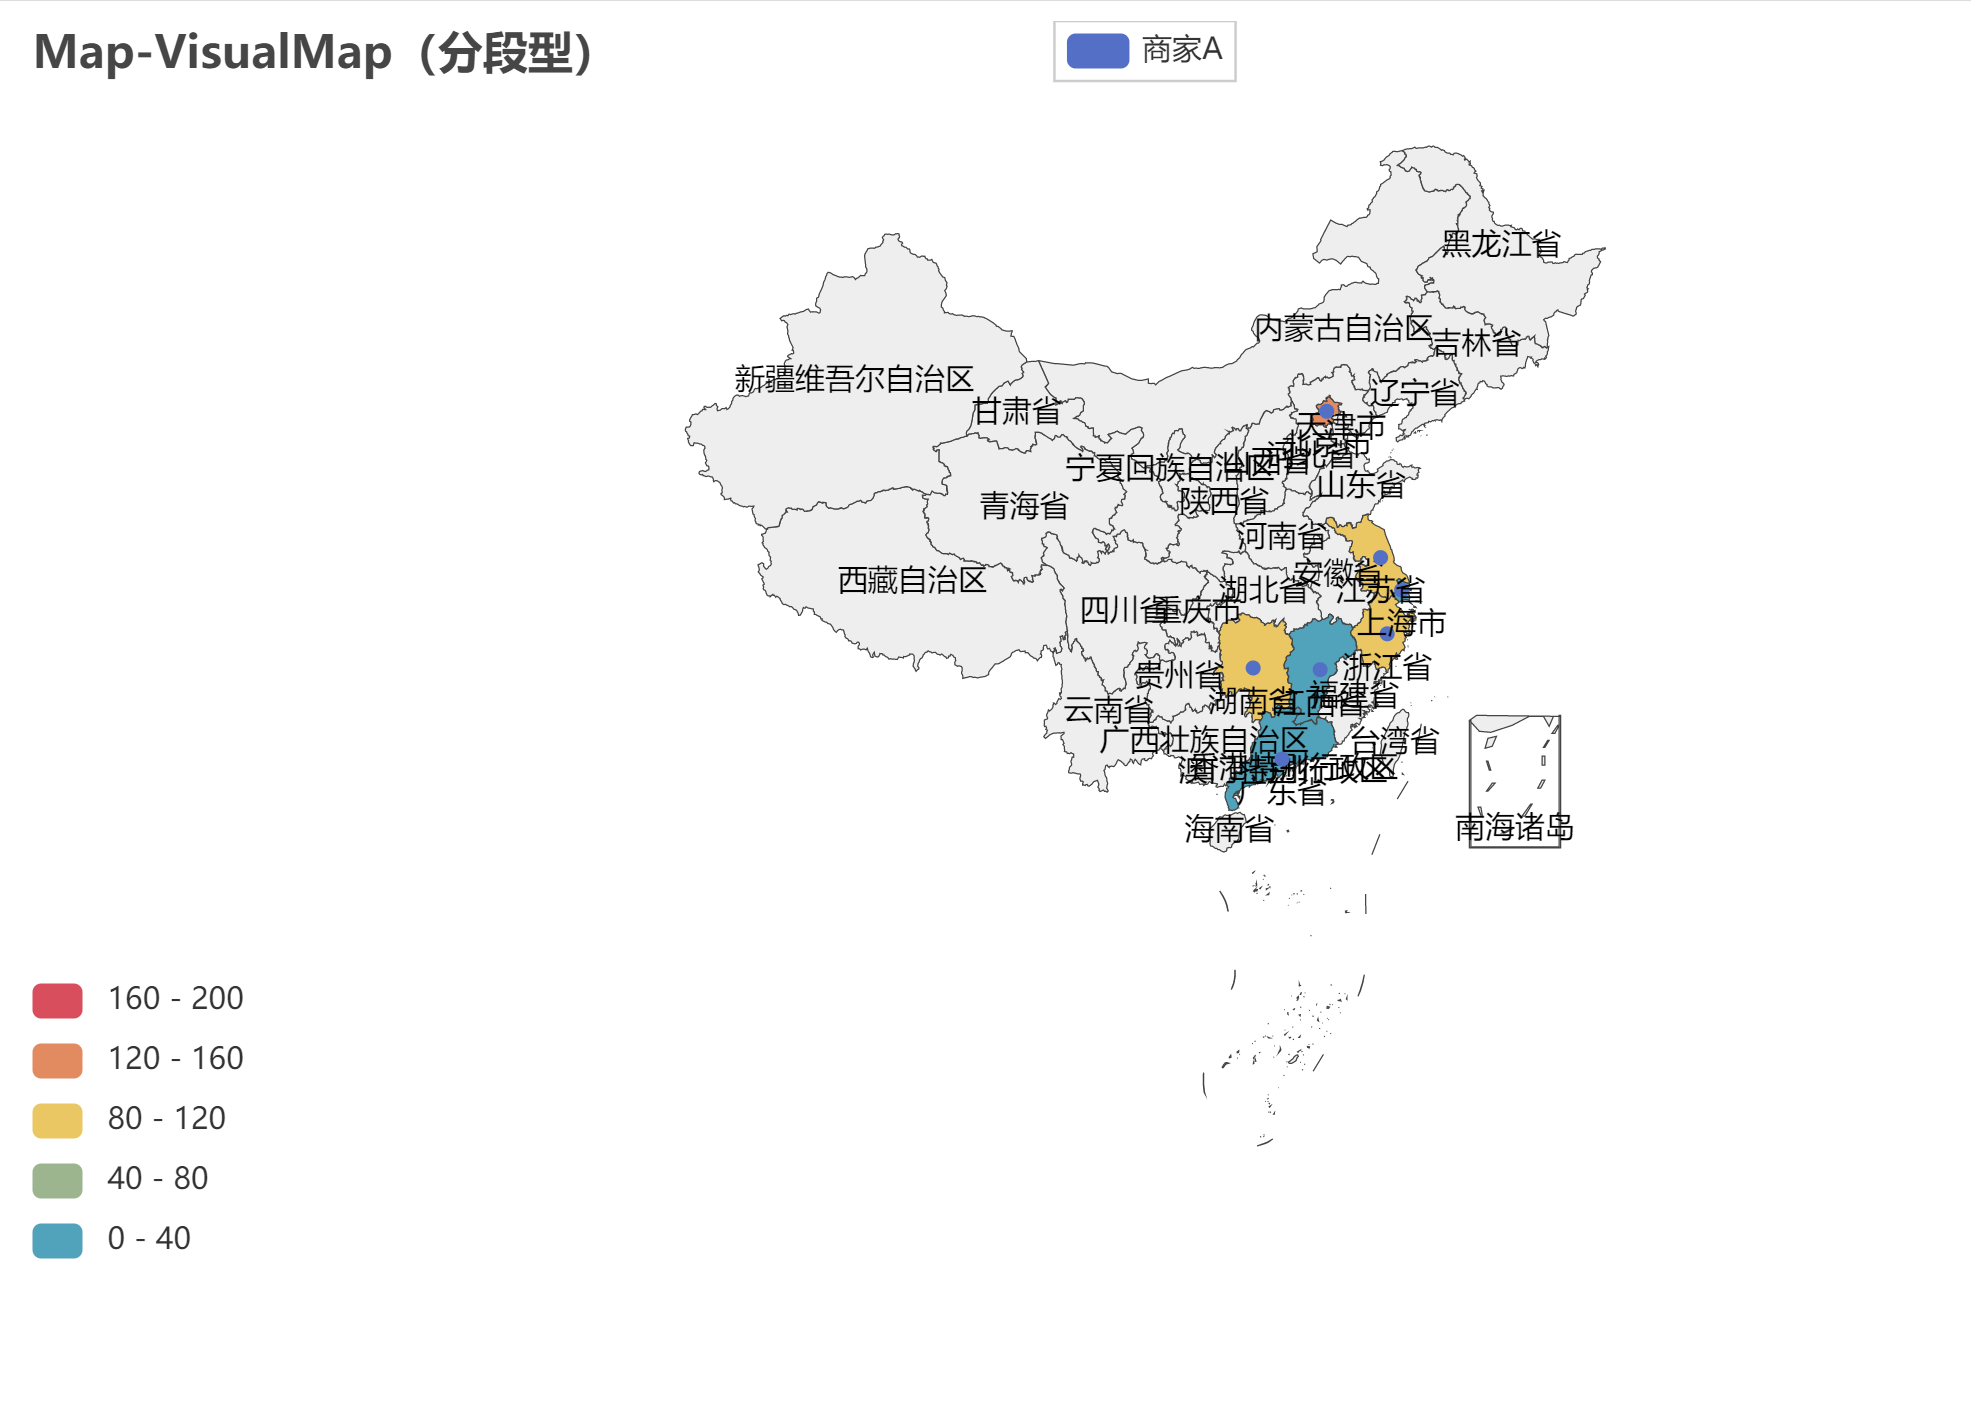 Map-VisualMap（分段型）
商家A
黑龙江省
内蒙古自治区
吉林省
新疆维吾尔自治区
辽宁省
甘肃省
天津市
北京市
河北省
山西省
宁夏回族自治区
山东省
陕西省
青海省
河南省
安徽省
西藏自治区
湖北省
江苏省
四川省
重庆市
上海市
浙江省
贵州省
福建省
湖南省
江西省
云南省
广西壮族自治区
台湾省
香港特别行政区
澳门特别行政区
广东省
海南省
南海诸岛
160 - 200
120 - 160
80 - 120
40 - 80
0 - 40